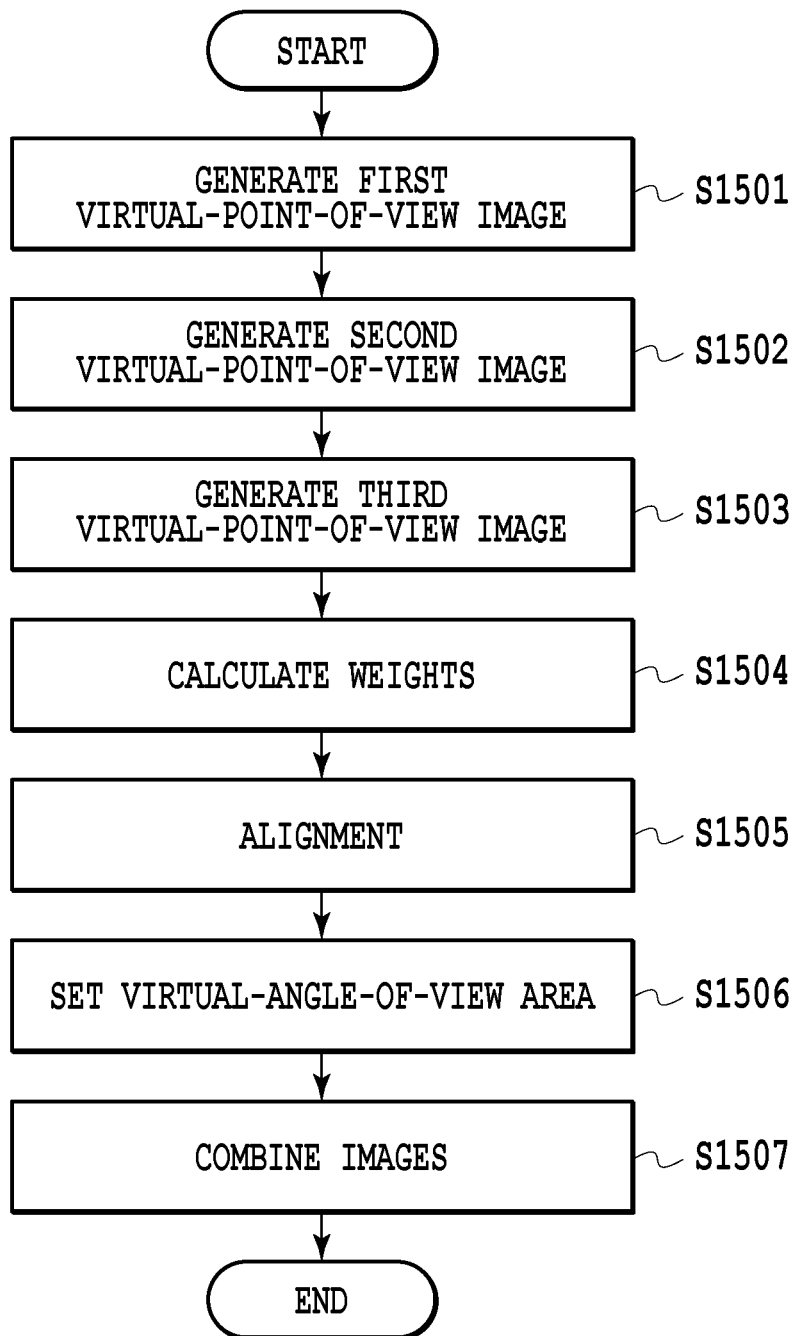 START
GENERATE FIRST
VIRTUAL-POINT-OF-VIEW IMAGE
S1501
GENERATE SECOND
VIRTUAL-POINT-OF-VIEW IMAGE
S1502
GENERATE THIRD
VIRTUAL-POINT-OF-VIEW IMAGE
S1503
CALCULATE WEIGHTS
S1504
ALIGNMENT
S1505
SET VIRTUAL-ANGLE-OF-VIEW AREA
S1506
COMBINE IMAGES
S1507
END